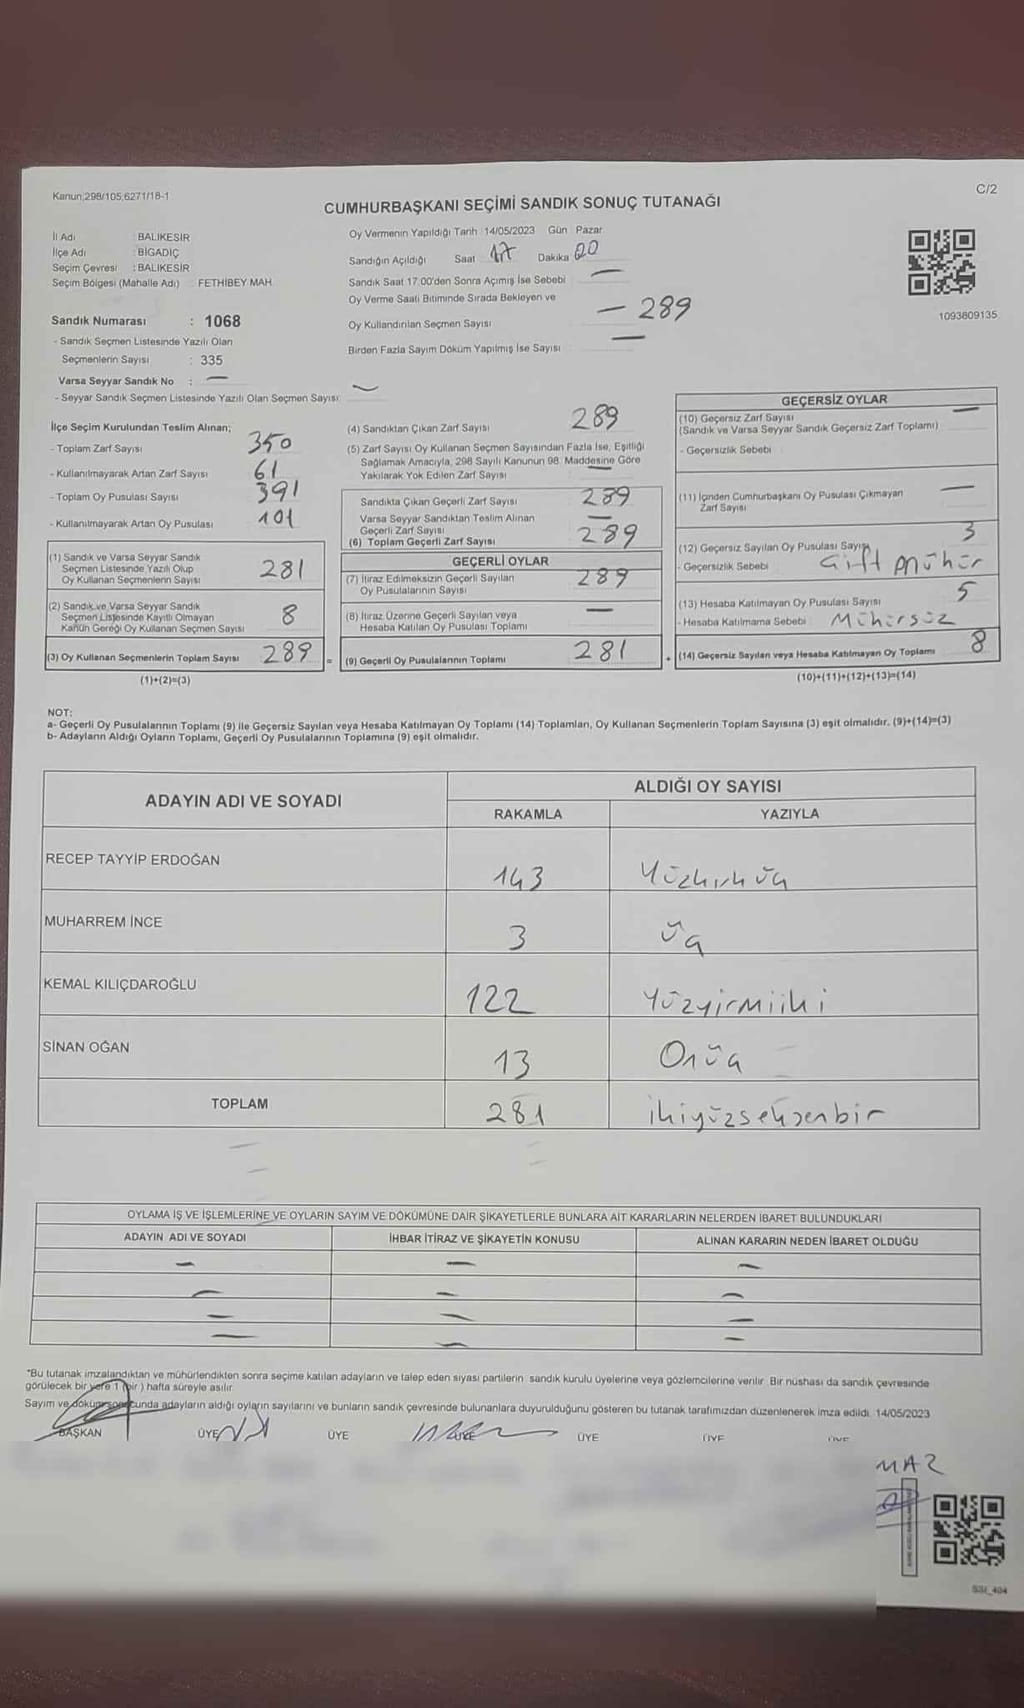 Kanun;298/105;6271/18-1
C/2
CUMHURBAŞKANI SEÇİMİ SANDIK SONUÇ TUTANAĞI
İl Adı : BALIKESİR
İlçe Adı : BİGADİÇ
Seçim Çevresi : BALIKESİR
Seçim Bölgesi (Mahalle Adı) : FETHİBEY MAH.
Sandık Numarası : 1068
- Sandık Seçmen Listesinde Yazılı Olan
Seçmenlerin Sayısı : 335
Varsa Seyyar Sandık No : —
- Seyyar Sandık Seçmen Listesinde Yazılı Olan Seçmen Sayısı: —
Oy Vermenin Yapıldığı Tarih 14/05/2023 Gün Pazar
Sandığın Açıldığı Saat 17 Dakika 20
Sandık Saat 17.00'den Sonra Açımış İse Sebebi —
Oy Verme Saati Bitiminde Sırada Bekleyen ve
Oy Kullandırılan Seçmen Sayısı — 289
Birden Fazla Sayım Döküm Yapılmış İse Sayısı —
1093809135
İlçe Seçim Kurulundan Teslim Alınan;
- Toplam Zarf Sayısı 350
- Kullanılmayarak Artan Zarf Sayısı 61
- Toplam Oy Pusulası Sayısı 391
- Kullanılmayarak Artan Oy Pusulası 101
(1) Sandık ve Varsa Seyyar Sandık
Seçmen Listesinde Yazılı Olup
Oy Kullanan Seçmenlerin Sayısı 281
(2) Sandık ve Varsa Seyyar Sandık
Seçmen Listesinde Kayıtlı Olmayan
Kanun Gereği Oy Kullanan Seçmen Sayısı 8
(3) Oy Kullanan Seçmenlerin Toplam Sayısı 289 =
(1)+(2)=(3)
(4) Sandıktan Çıkan Zarf Sayısı 289
(5) Zarf Sayısı Oy Kullanan Seçmen Sayısından Fazla İse, Eşitliği
Sağlamak Amacıyla, 298 Sayılı Kanunun 98. Maddesine Göre
Yakılarak Yok Edilen Zarf Sayısı —
Sandıkta Çıkan Geçerli Zarf Sayısı 289
Varsa Seyyar Sandıktan Teslim Alınan
Geçerli Zarf Sayısı —
(6) Toplam Geçerli Zarf Sayısı 289
GEÇERLİ OYLAR
(7) İtiraz Edilmeksizin Geçerli Sayılan
Oy Pusulalarının Sayısı 289
(8) İtiraz Üzerine Geçerli Sayılan veya
Hesaba Katılan Oy Pusulası Toplamı —
(9) Geçerli Oy Pusulalarının Toplamı 281 +
GEÇERSİZ OYLAR
(10) Geçersiz Zarf Sayısı —
(Sandık ve Varsa Seyyar Sandık Geçersiz Zarf Toplamı)
- Geçersizlik Sebebi
(11) İçinden Cumhurbaşkanı Oy Pusulası Çıkmayan —
Zarf Sayısı
(12) Geçersiz Sayılan Oy Pusulası Sayısı 3
- Geçersizlik Sebebi Çift Mühür
(13) Hesaba Katılmayan Oy Pusulası Sayısı 5
- Hesaba Katılmama Sebebi Mühürsüz
(14) Geçersiz Sayılan veya Hesaba Katılmayan Oy Toplamı 8
(10)+(11)+(12)+(13)=(14)
NOT:
a- Geçerli Oy Pusulalarının Toplamı (9) ile Geçersiz Sayılan veya Hesaba Katılmayan Oy Toplamı (14) Toplamları, Oy Kullanan Seçmenlerin Toplam Sayısına (3) eşit olmalıdır. (9)+(14)=(3)
b- Adayların Aldığı Oyların Toplamı, Geçerli Oy Pusulalarının Toplamına (9) eşit olmalıdır.
ADAYIN ADI VE SOYADI
ALDIĞI OY SAYISI
RAKAMLA YAZIYLA
RECEP TAYYİP ERDOĞAN 143 Yüzkırküç
MUHARREM İNCE 3 üç
KEMAL KILIÇDAROĞLU 122 Yüzyirmiiki
SİNAN OĞAN 13 Onüç
TOPLAM 281 ikiyüzseksenbir
OYLAMA İŞ VE İŞLEMLERİNE VE OYLARIN SAYIM VE DÖKÜMÜNE DAİR ŞİKAYETLERLE BUNLARA AİT KARARLARIN NELERDEN İBARET BULUNDUKLARI
ADAYIN ADI VE SOYADI İHBAR İTİRAZ VE ŞİKAYETİN KONUSU ALINAN KARARIN NEDEN İBARET OLDUĞU
— — —
— — —
— — —
— — —
*Bu tutanak imzalandıktan ve mühürlendikten sonra seçime katılan adayların ve talep eden siyasi partilerin sandık kurulu üyelerine veya gözlemcilerine verilir. Bir nüshası da sandık çevresinde
görülecek bir yere 1 (bir) hafta süreyle asılır.
Sayım ve döküm sonucunda adayların aldığı oyların sayılarını ve bunların sandık çevresinde bulunanlara duyurulduğunu gösteren bu tutanak tarafımızdan düzenlenerek imza edildi. 14/05/2023
BAŞKAN ÜYE ÜYE ÜYE ÜYE ÜYE ÜYE
MAZ
SSI_404